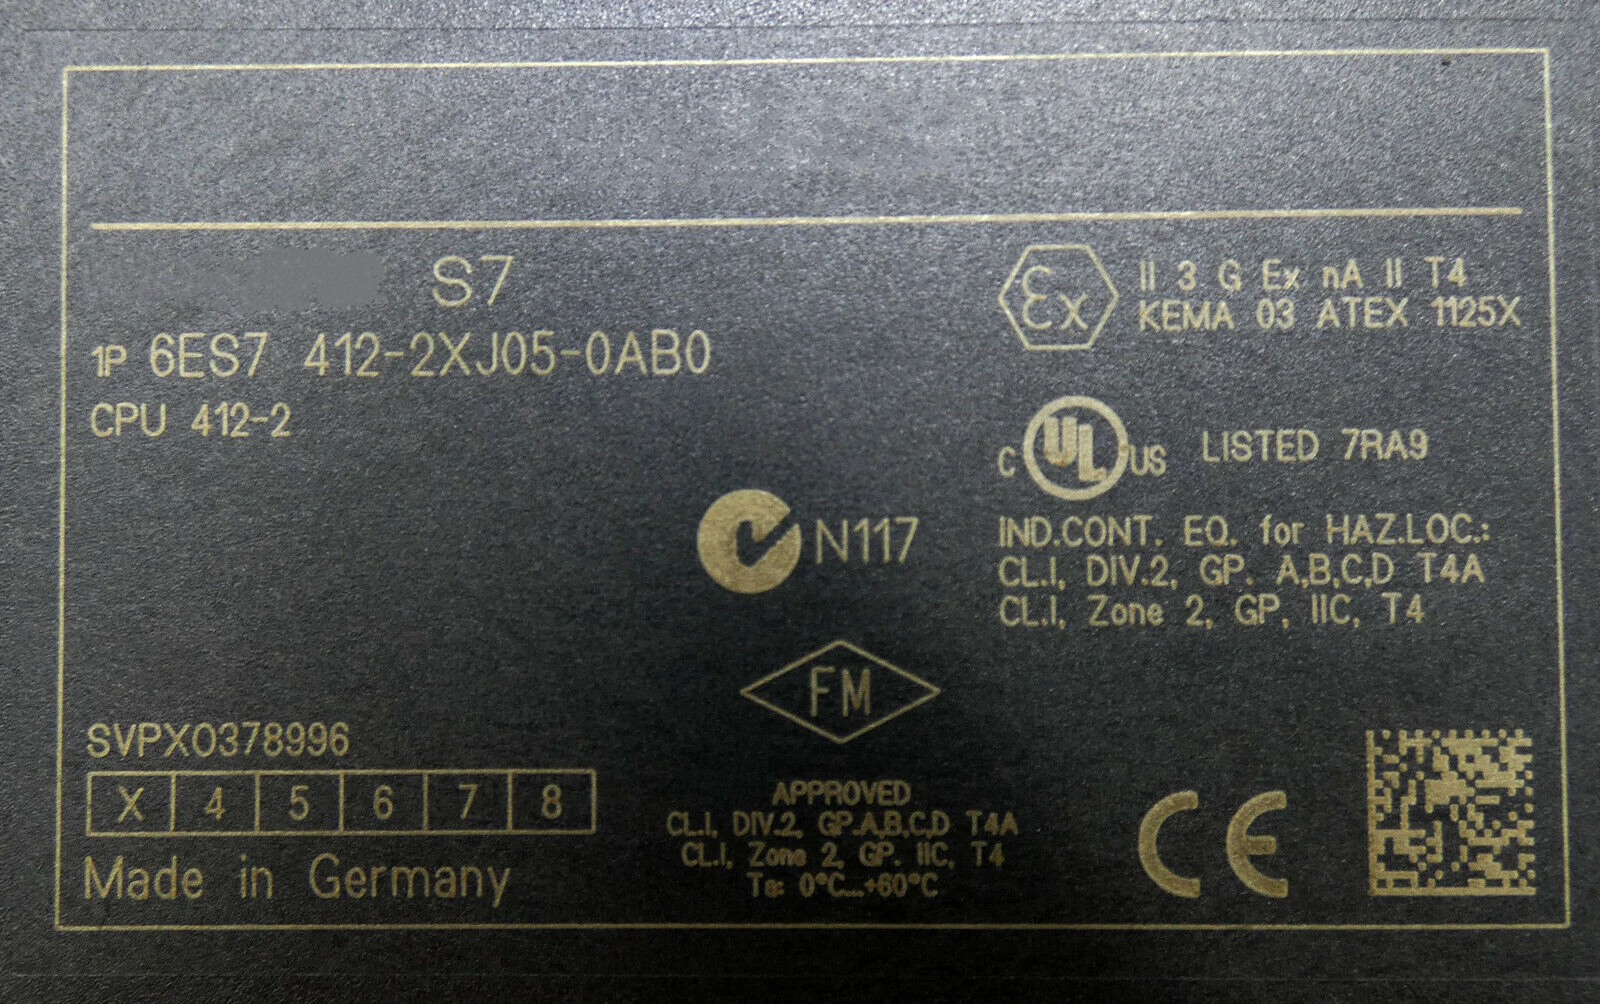 S7
1P 6ES7 412-2XJ05-0AB0
CPU 412-2
Ex II 3 G Ex nA II T4
KEMA 03 ATEX 1125X
C UL US LISTED 7RA9
IND.CONT. EQ. for HAZ.LOC.:
CL.I, DIV.2, GP. A,B,C,D T4A
CL.I, Zone 2, GP, IIC, T4
N117
FM
APPROVED
CL.I, DIV.2, GP.A,B,C,D T4A
CL.I, Zone 2, GP. IIC, T4
Ta: 0°C...+60°C
SVPX0378996
X 4 5 6 7 8
Made in Germany
CE